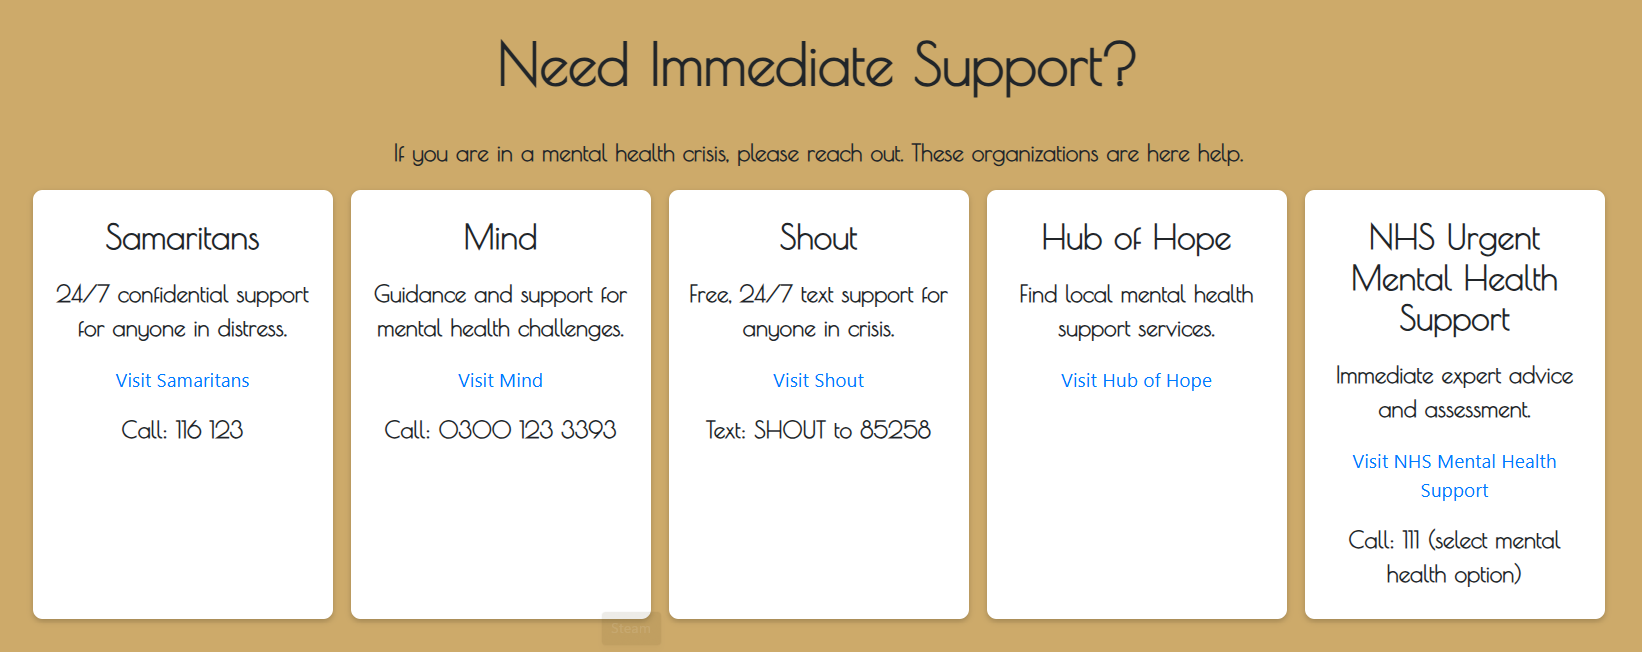 Need Immediate Support?
If you are in a mental health crisis, please reach out. These organizations are here help.
Samaritans
24/7 confidential support
for anyone in distress.
Visit Samaritans
Call: 116 123
Mind
Guidance and support for
mental health challenges.
Visit Mind
Call: 0300 123 3393
Shout
Free, 24/7 text support for
anyone in crisis.
Visit Shout
Text: SHOUT to 85258
Hub of Hope
Find local mental health
support services.
Visit Hub of Hope
NHS Urgent
Mental Health
Support
Immediate expert advice
and assessment.
Visit NHS Mental Health
Support
Call: 111 (select mental
health option)
Steam